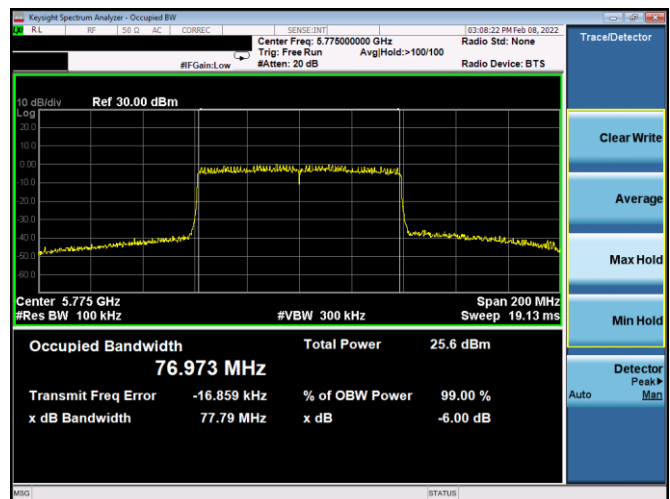 Keysight Spectrum Analyzer - Occupied BW
RL RF 50 Ω AC CORREC SENSE:INT 03:08:22 PM Feb 08, 2022
Center Freq: 5.775000000 GHz Radio Std: None
Trig: Free Run Avg|Hold:>100/100
#IFGain:Low #Atten: 20 dB Radio Device: BTS
10 dB/div Ref 30.00 dBm
Log
20.0
10.0
0.00
-10.0
-20.0
-30.0
-40.0
-50.0
-60.0
Center 5.775 GHz Span 200 MHz
#Res BW 100 kHz #VBW 300 kHz Sweep 19.13 ms
Occupied Bandwidth Total Power 25.6 dBm
76.973 MHz
Transmit Freq Error -16.859 kHz % of OBW Power 99.00 %
x dB Bandwidth 77.79 MHz x dB -6.00 dB
MSG STATUS
Trace/Detector
Clear Write
Average
Max Hold
Min Hold
Detector
Peak▶
Auto Man